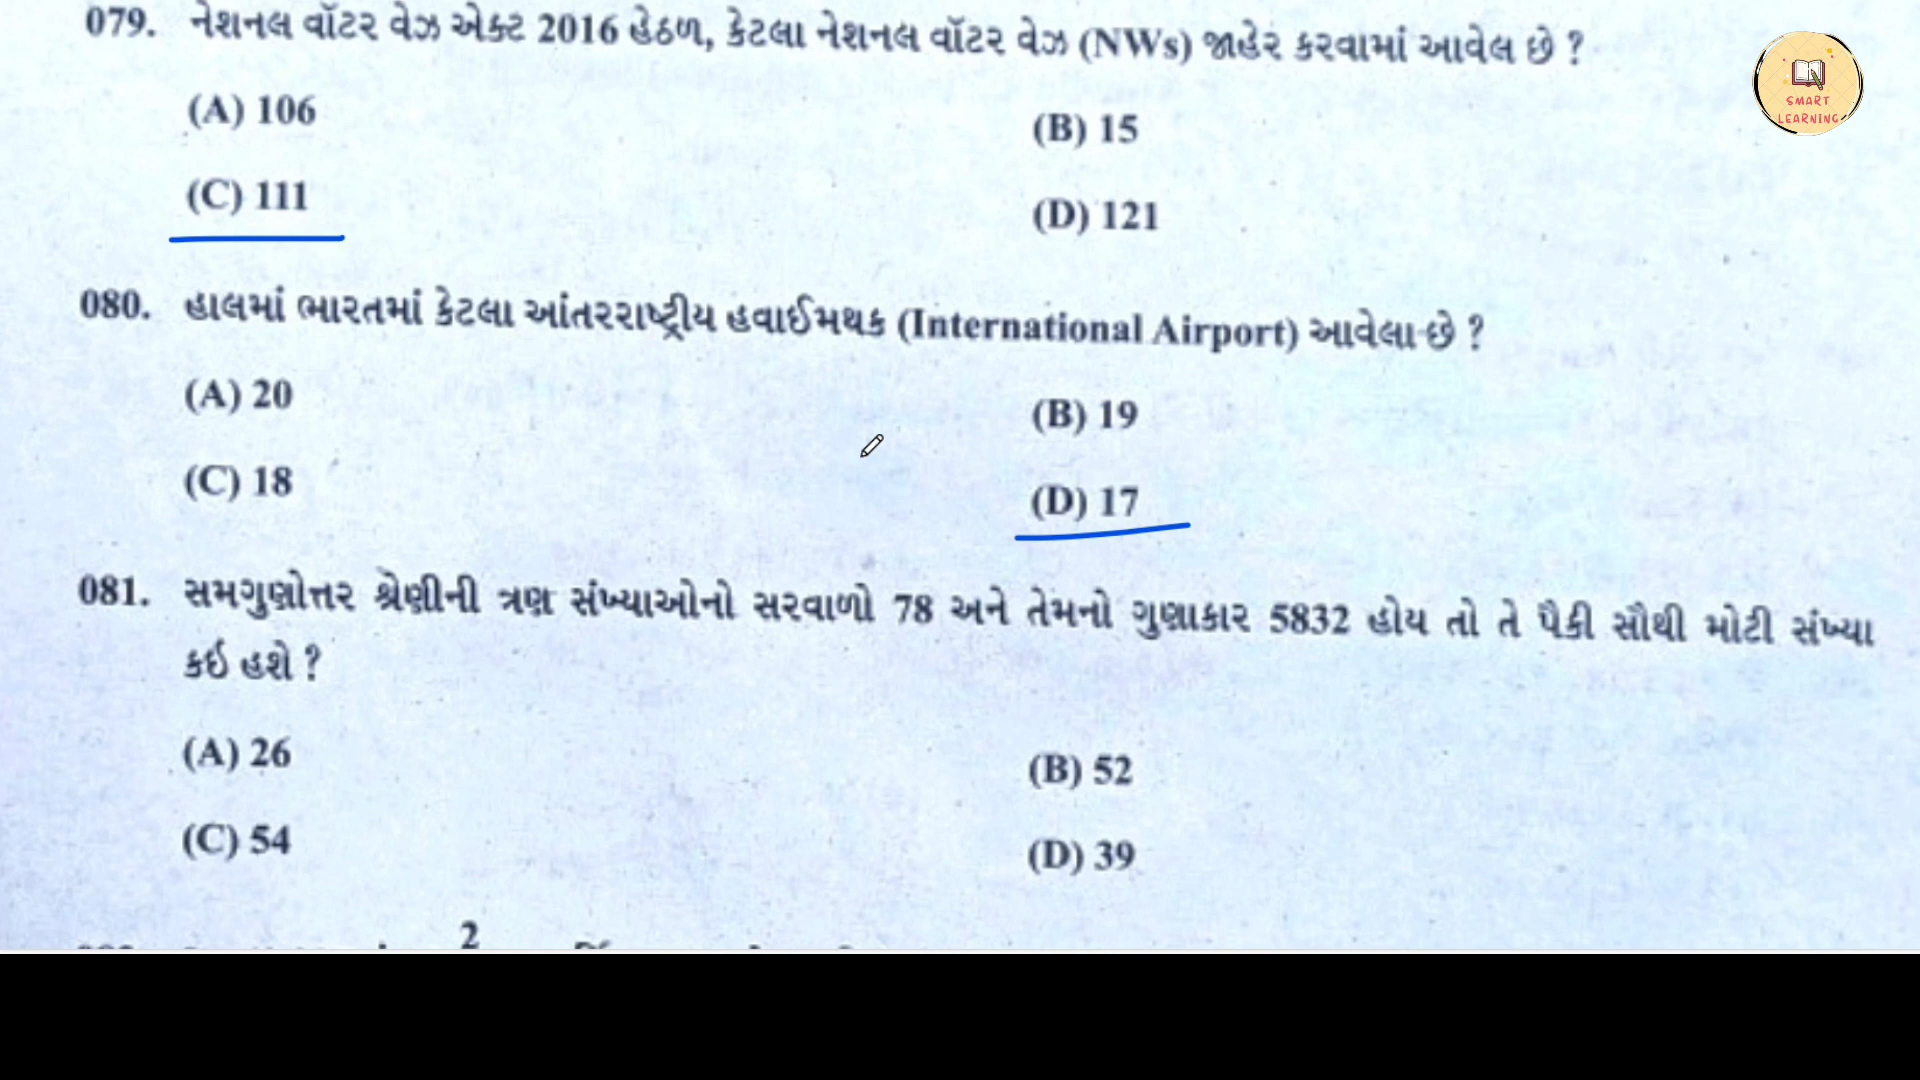 079. નેશનલ વૉટર વેઝ એક્ટ 2016 હેઠળ, કેટલા નેશનલ વૉટર વેઝ (NWs) જાહેર કરવામાં આવેલ છે ?
SMART
LEARNING
(A) 106
(B) 15
(C) 111
(D) 121
080. હાલમાં ભારતમાં કેટલા આંતરરાષ્ટ્રીય હવાઈમથક (International Airport) આવેલા છે ?
(A) 20
(B) 19
(C) 18
(D) 17
081. સમગુણોત્તર શ્રેણીની ત્રણ સંખ્યાઓનો સરવાળો 78 અને તેમનો ગુણાકાર 5832 હોય તો તે પૈકી સૌથી મોટી સંખ્યા
કઈ હશે ?
(A) 26
(B) 52
(C) 54
(D) 39
2